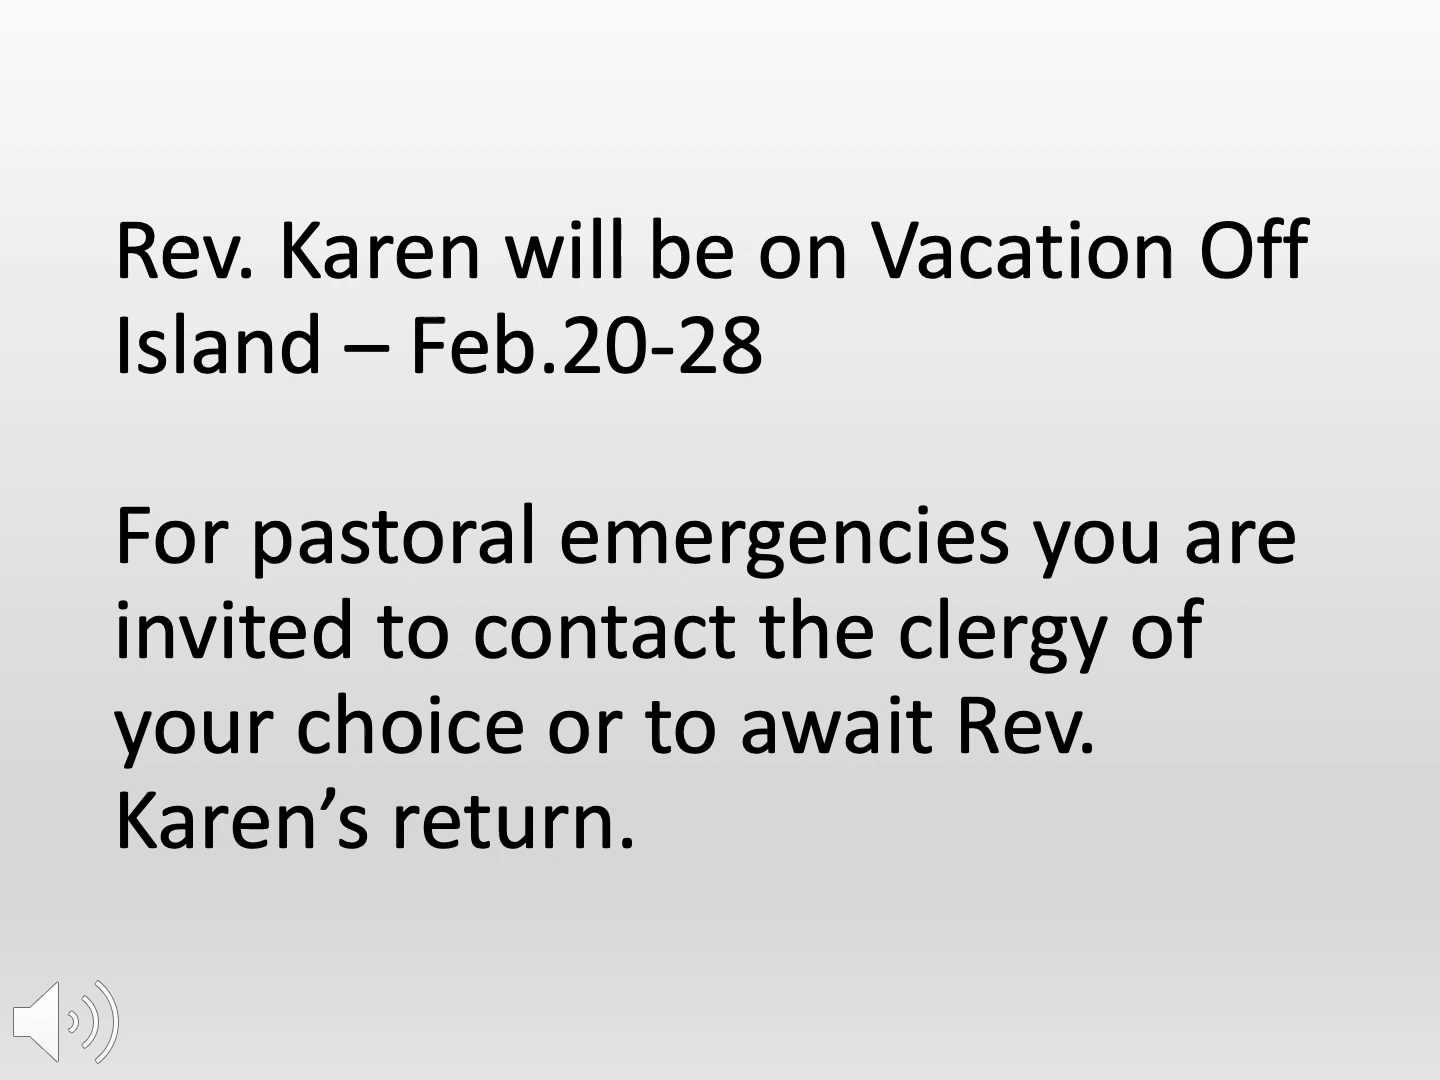 Rev. Karen will be on Vacation Off
Island – Feb.20-28
For pastoral emergencies you are
invited to contact the clergy of
your choice or to await Rev.
Karen’s return.